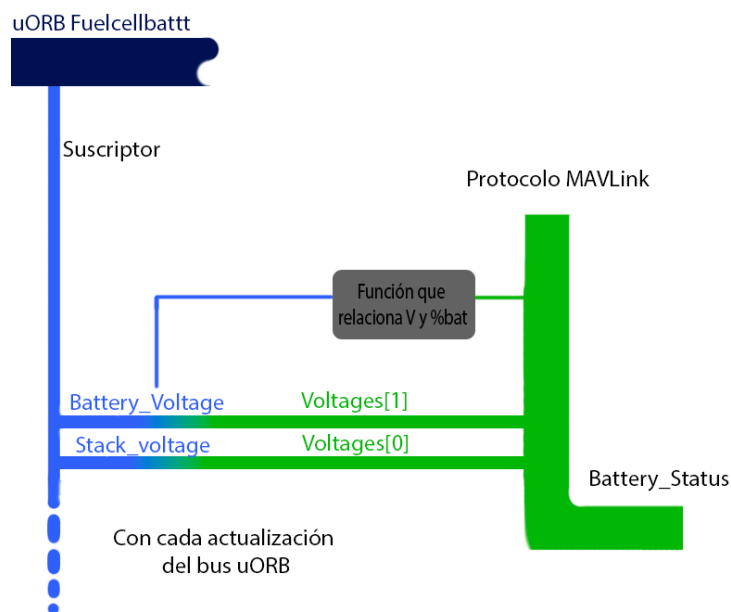 uORB Fuelcellbattt
Suscriptor
Protocolo MAVLink
Función que
relaciona V y %bat
Battery_Voltage
Voltages[1]
Stack_voltage
Voltages[0]
Battery_Status
Con cada actualización
del bus uORB